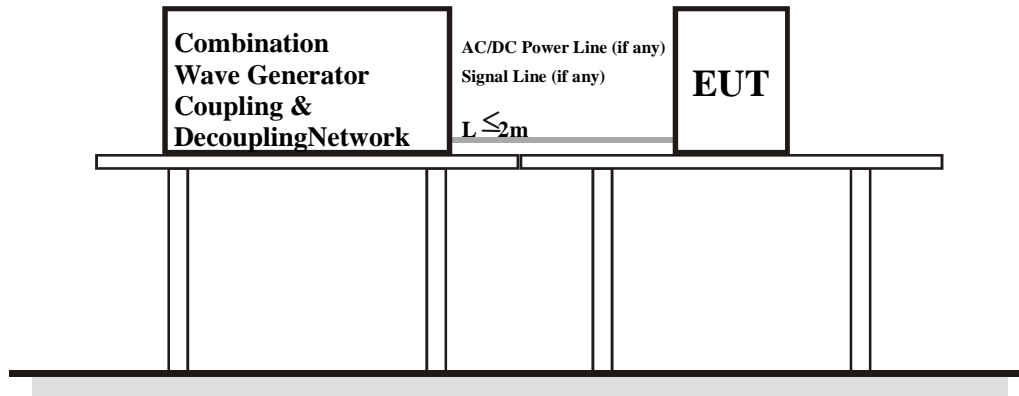 Combination
Wave Generator
Coupling &
DecouplingNetwork
AC/DC Power Line (if any)
Signal Line (if any)
L ≤2m
EUT